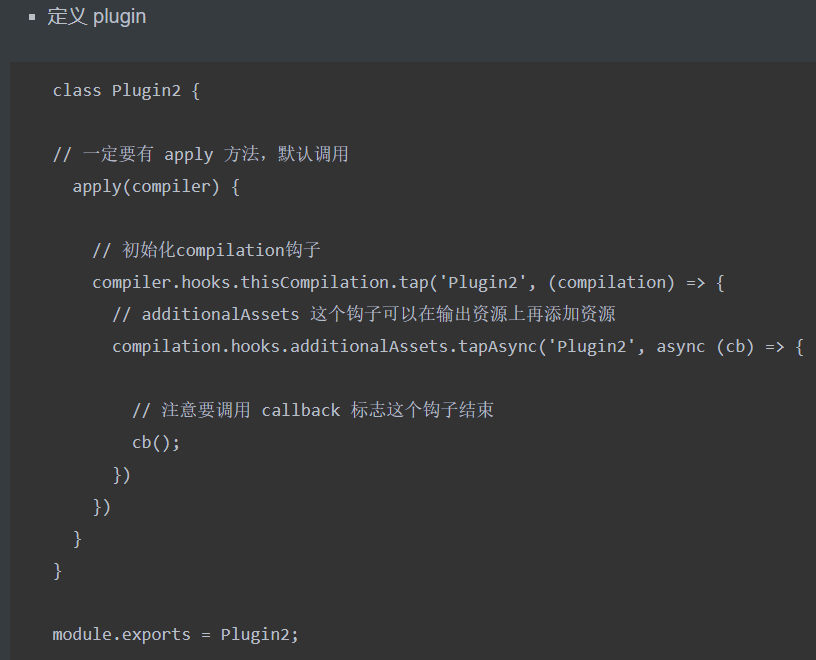 ▪ 定义 plugin
class Plugin2 {
// 一定要有 apply 方法，默认调用
apply(compiler) {
// 初始化compilation钩子
compiler.hooks.thisCompilation.tap('Plugin2', (compilation) => {
// additionalAssets 这个钩子可以在输出资源上再添加资源
compilation.hooks.additionalAssets.tapAsync('Plugin2', async (cb) => {
// 注意要调用 callback 标志这个钩子结束
cb();
})
})
}
}
module.exports = Plugin2;